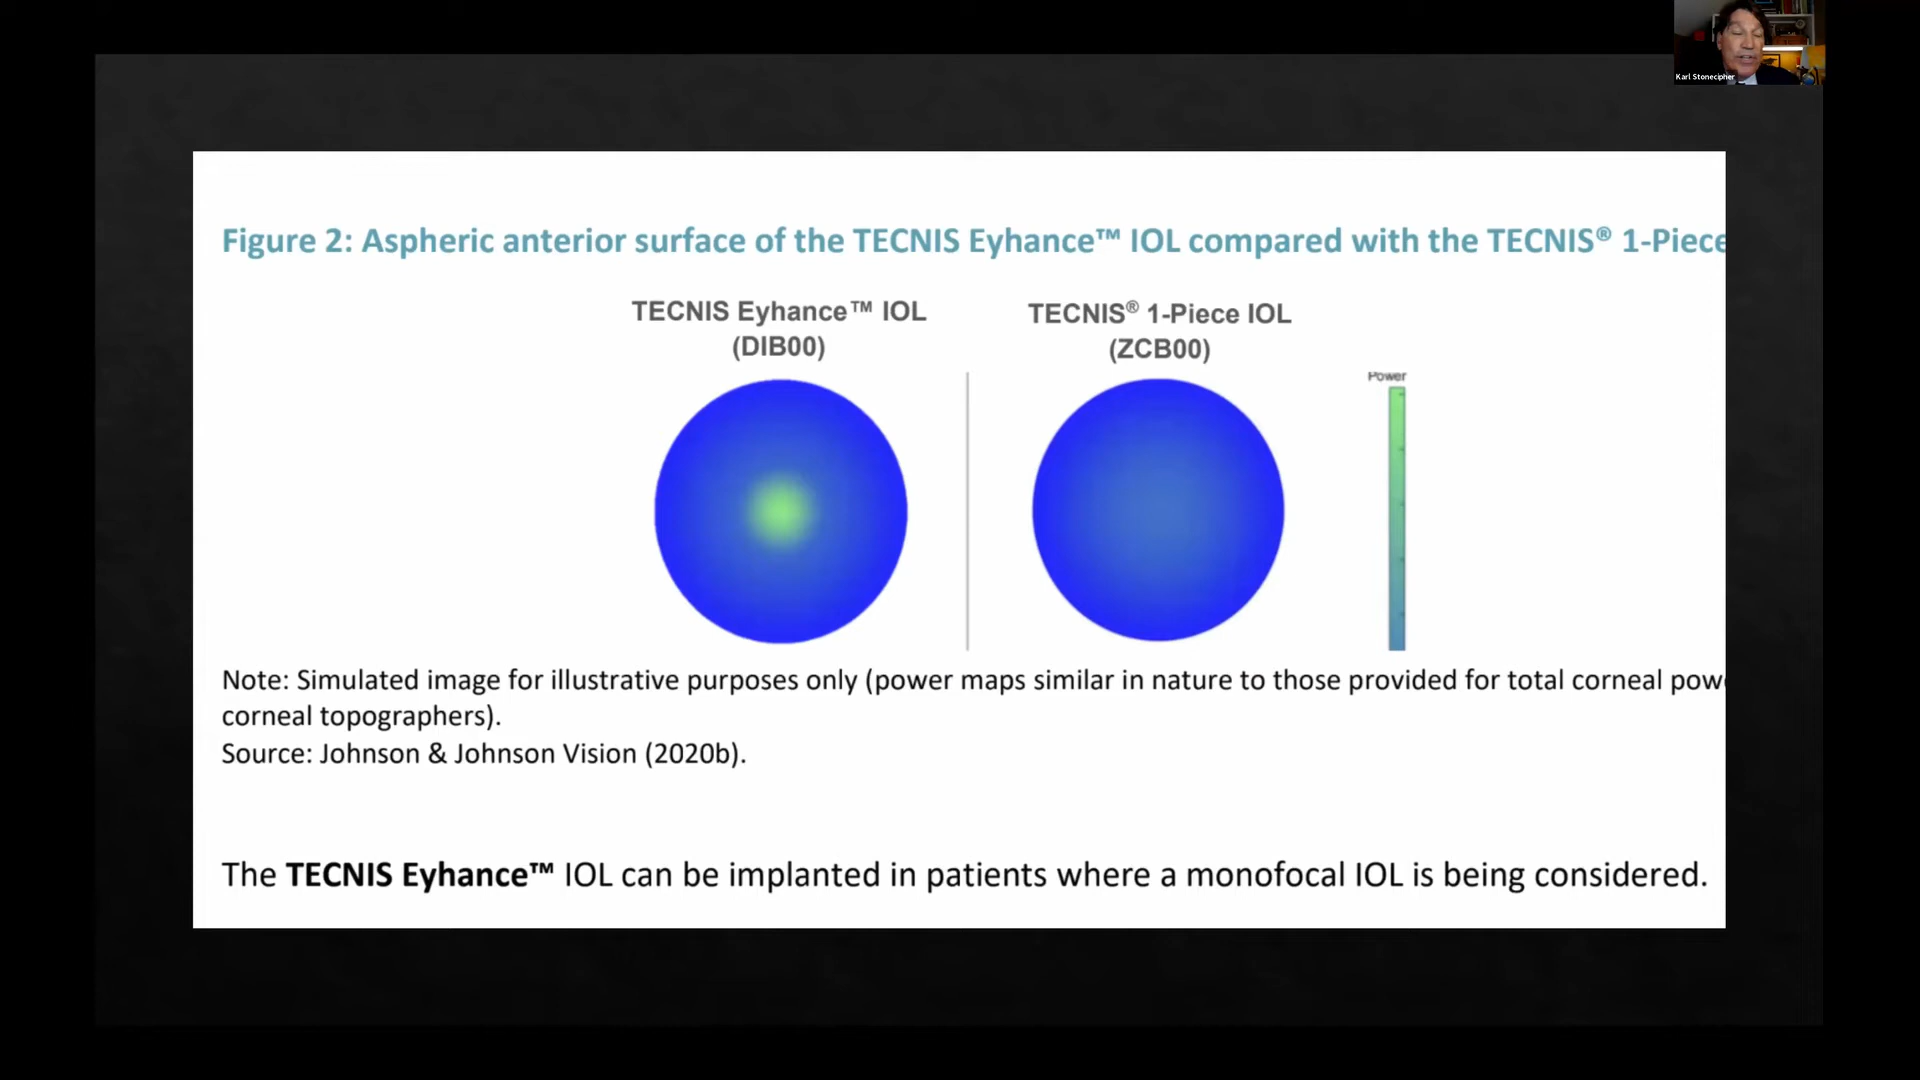 Karl Stonecipher
Figure 2: Aspheric anterior surface of the TECNIS Eyhance™ IOL compared with the TECNIS® 1-Piece
TECNIS Eyhance™ IOL
(DIB00)
TECNIS® 1-Piece IOL
(ZCB00)
Power
Note: Simulated image for illustrative purposes only (power maps similar in nature to those provided for total corneal pow
corneal topographers).
Source: Johnson & Johnson Vision (2020b).
The TECNIS Eyhance™ IOL can be implanted in patients where a monofocal IOL is being considered.